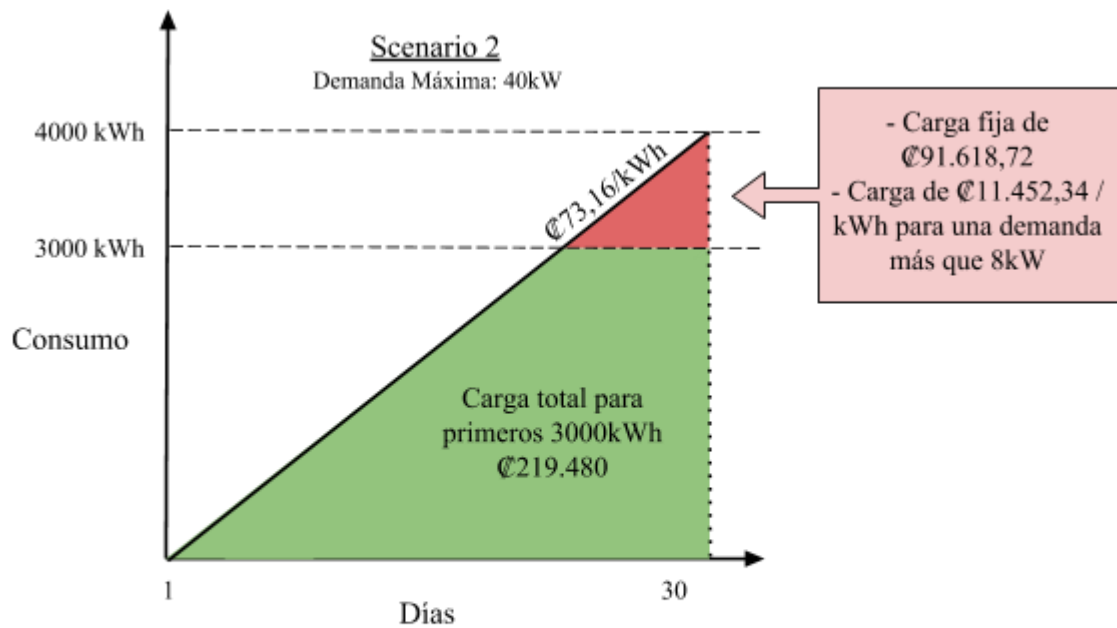 Scenario 2
Demanda Máxima: 40kW
4000 kWh
3000 kWh
₡73,16/kWh
- Carga fija de
₡91.618,72
- Carga de ₡11.452,34 /
kWh para una demanda
más que 8kW
Consumo
Carga total para
primeros 3000kWh
₡219.480
1
30
Días